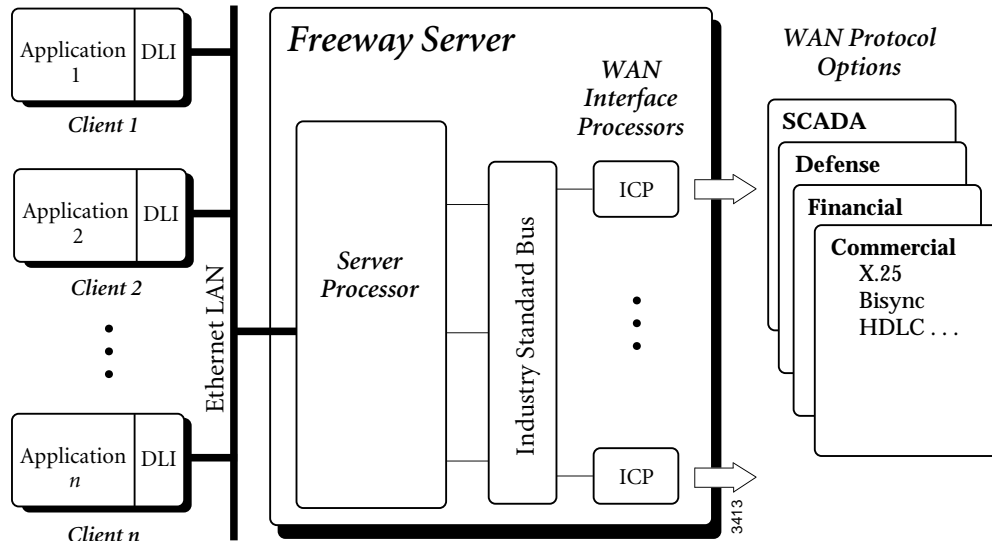 Application
1
DLI
Client 1
Application
2
DLI
Client 2
Application
n
DLI
Client n
Ethernet LAN
Freeway Server
Server
Processor
Industry Standard Bus
WAN
Interface
Processors
ICP
ICP
3413
WAN Protocol
Options
SCADA
Defense
Financial
Commercial
X.25
Bisync
HDLC . . .